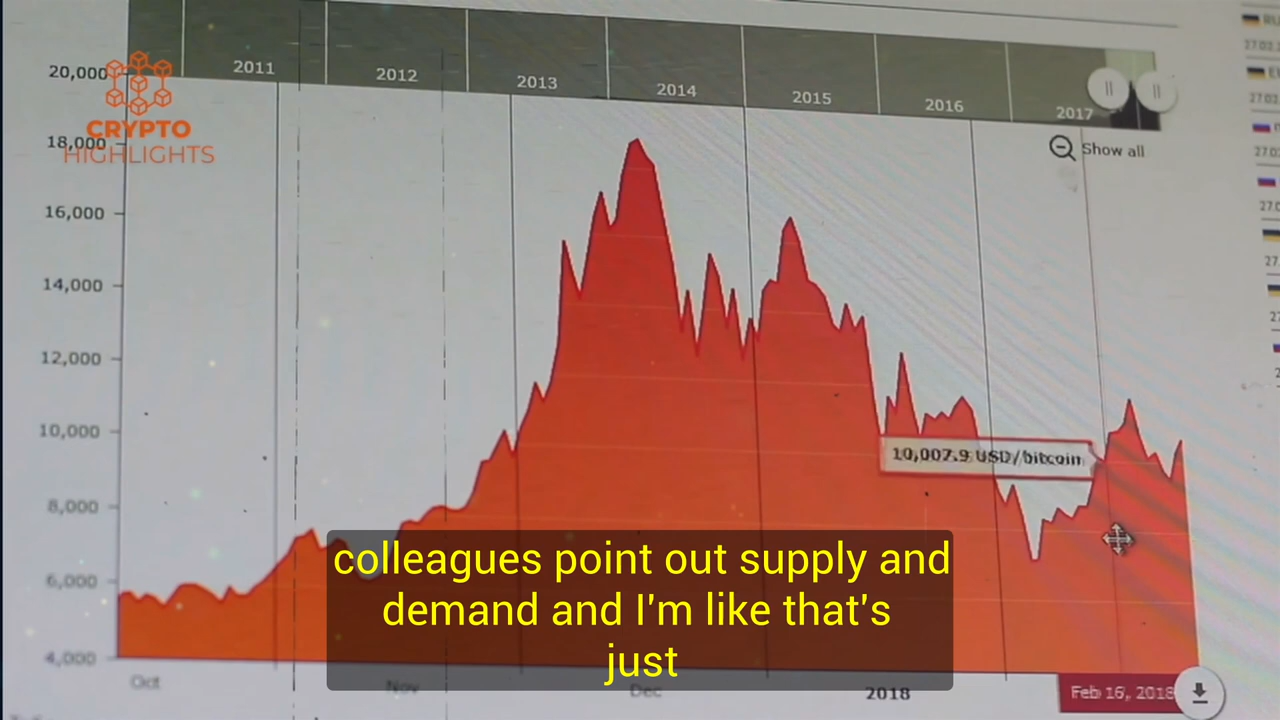 2011
2012
2013
2014
2015
2016
2017
20,000
CRYPTO
HIGHLIGHTS
18,000
Show all
16,000
14,000
12,000
10,000
10,007.9 USD/bitcoin
8,000
6,000
4,000
colleagues point out supply and
demand and I'm like that's
just
Oct
Nov
Dec
2018
Feb 16, 2018